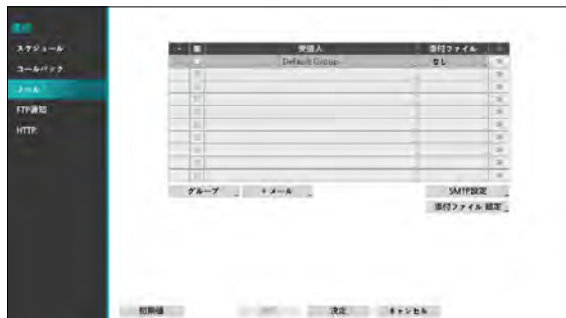 通知
スケジュール
コールバック
メール
FTP通知
HTTP
- 受信人 添付ファイル
Default Group なし
グループ + メール SMTP設定
添付ファイル 設定
初期値 決定 キャンセル